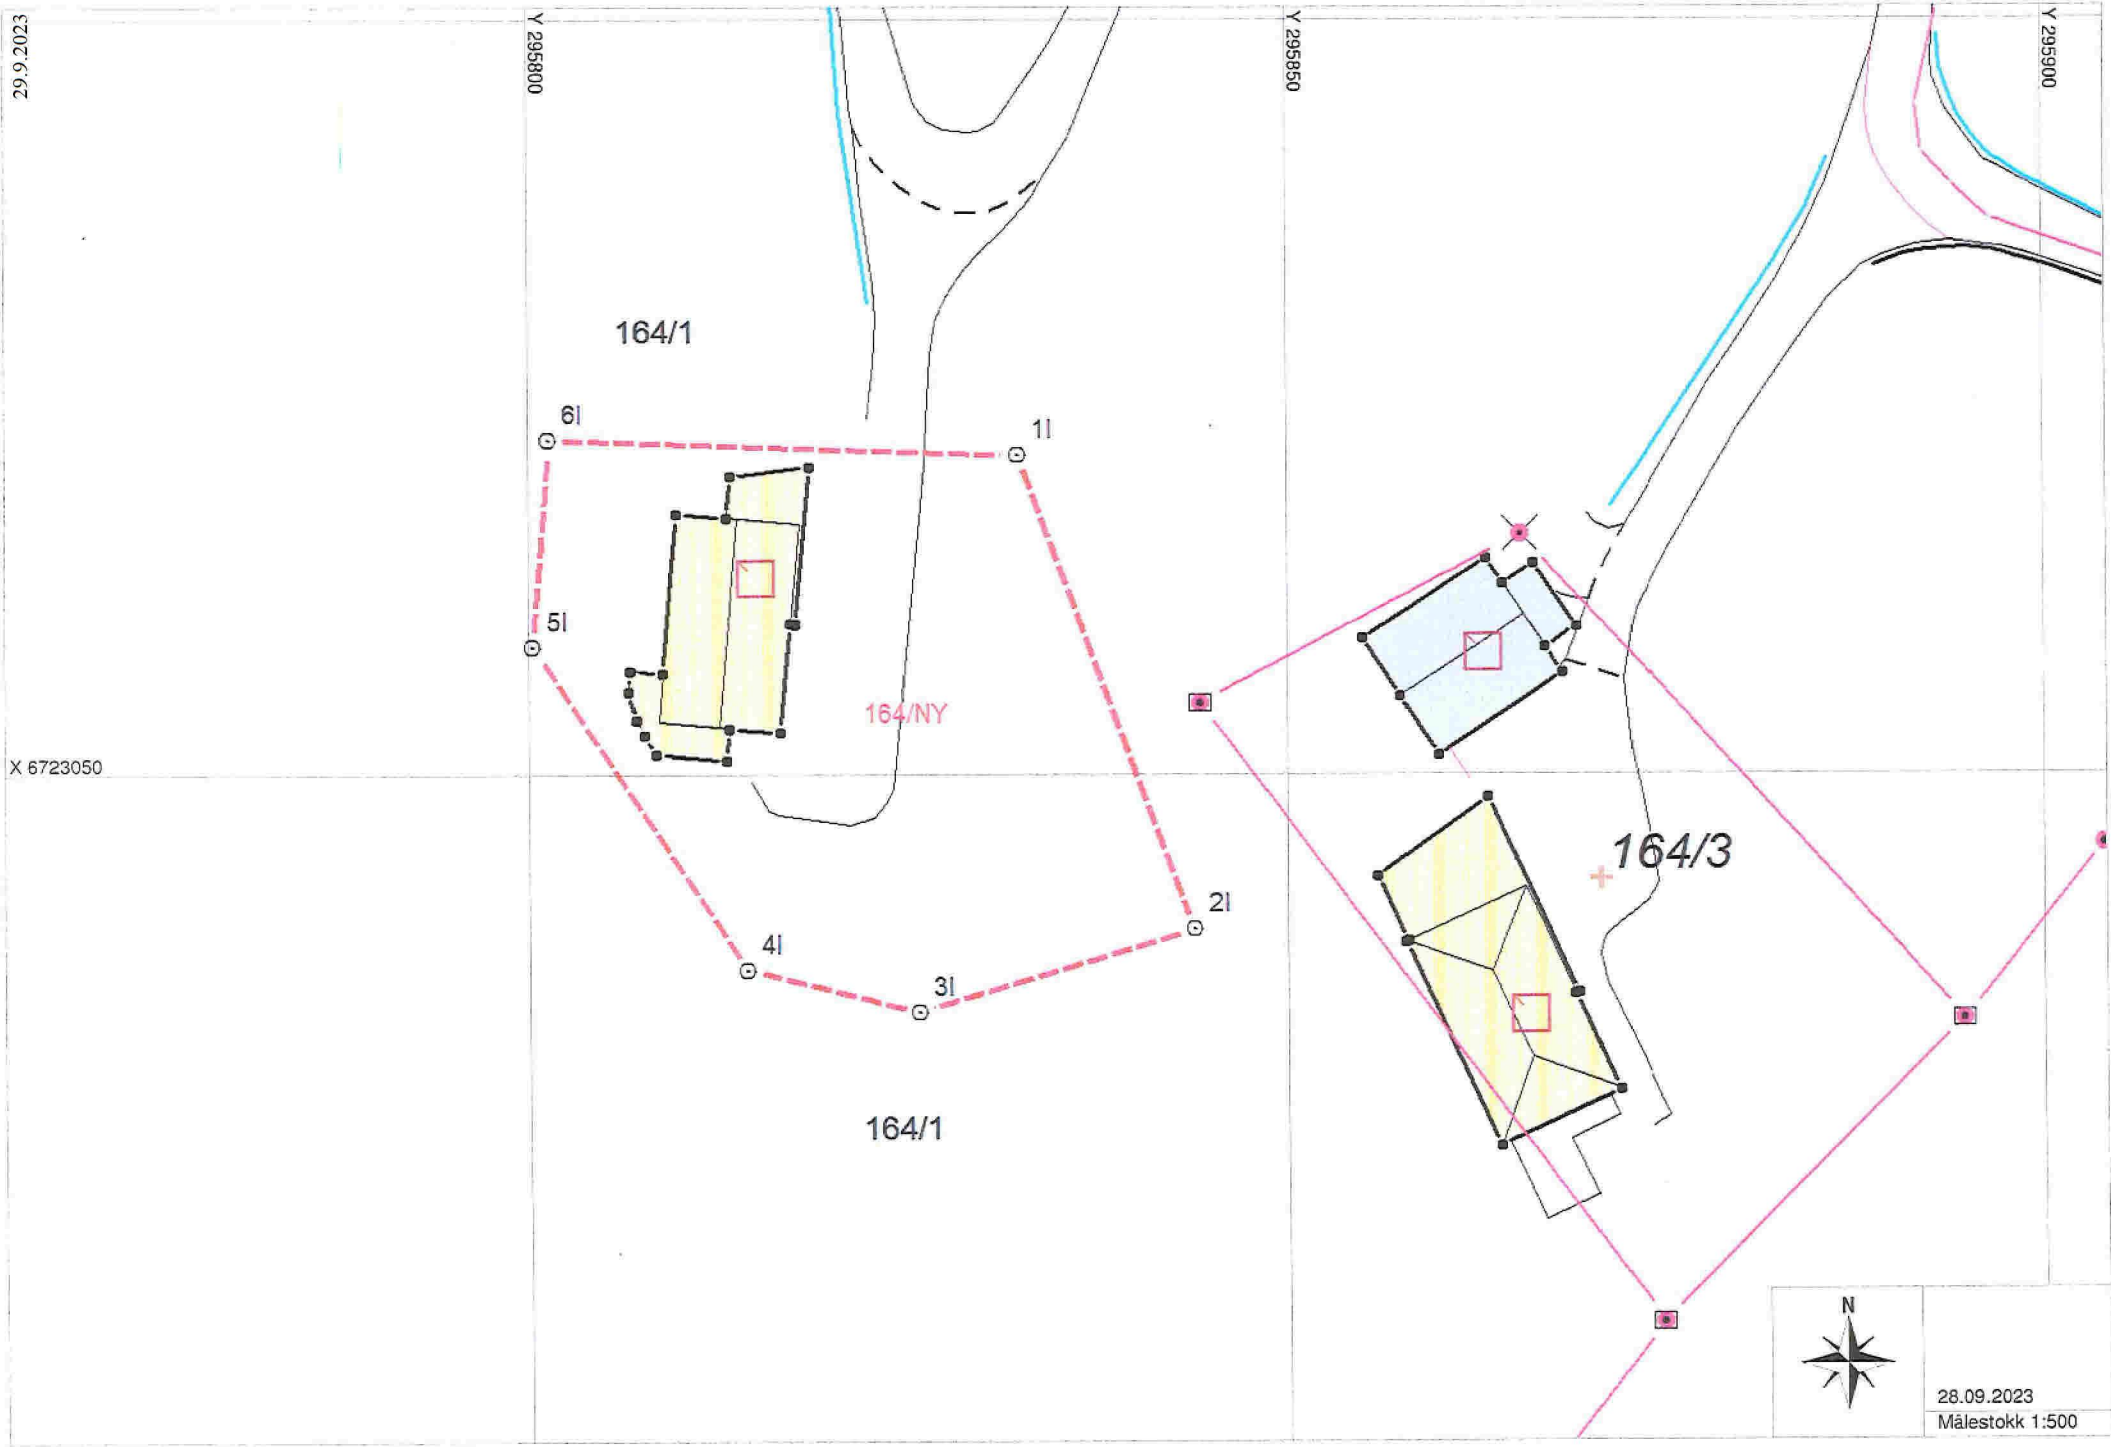 29.9.2023
Y 295800
Y 295850
Y 295900
164/1
6I
1I
5I
164/NY
X 6723050
164/3
2I
4I
3I
164/1
N
28.09.2023
Målestokk 1:500